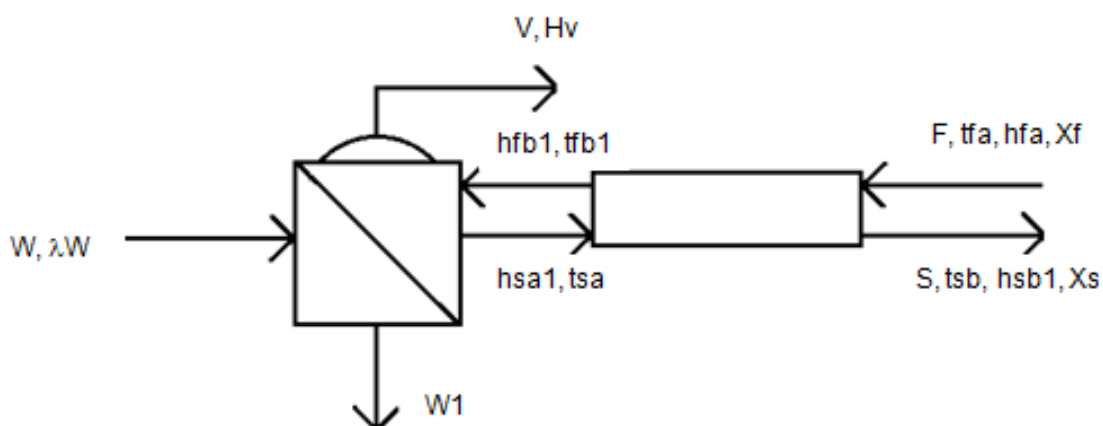 V, Hv
hfb1, tfb1
F, tfa, hfa, Xf
W, λW
hsa1, tsa
S, tsb, hsb1, Xs
W1